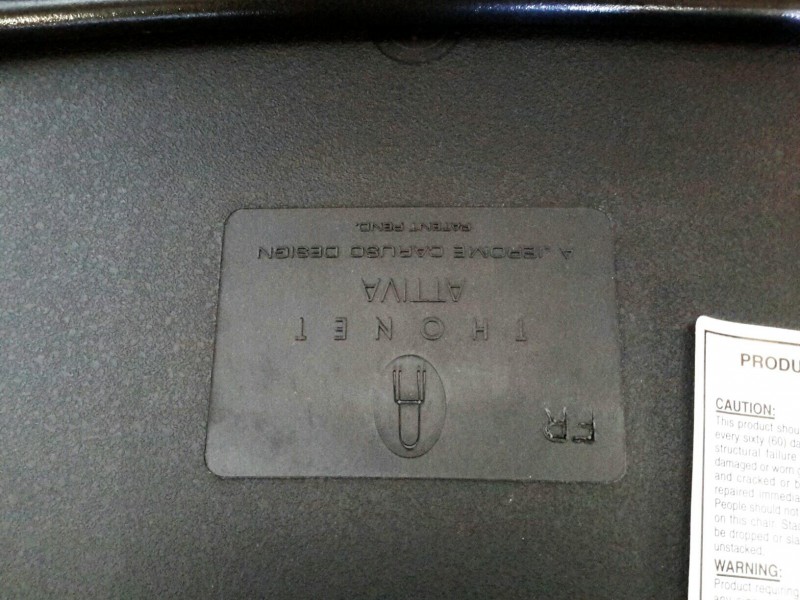 FR
THONET
ATTIVA
A JEROME CARUSO DESIGN
PATENT PEND.
PRODU
CAUTION:
This product shou
every sixty (60) da
structural failure
damaged or worn
and cracked or b
repaired immedia
People should not
on this chair. Sta
be dropped or sla
unstacked.
WARNING:
Product requiring